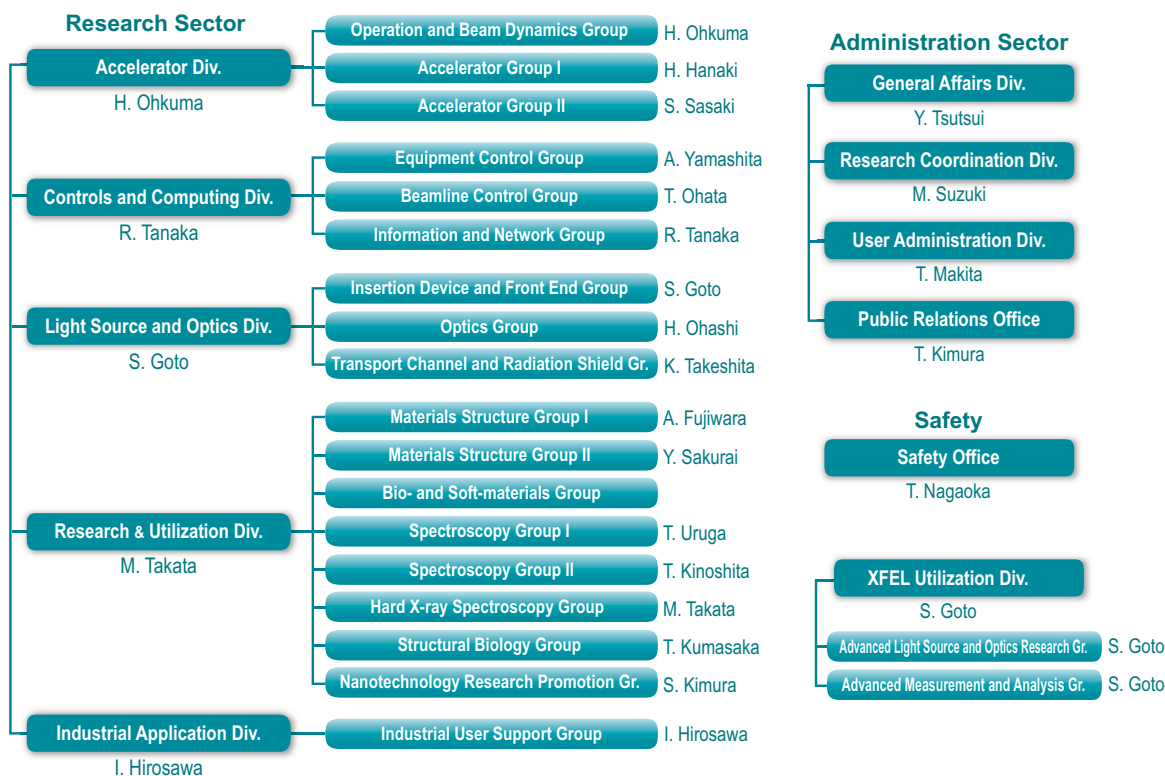 Research Sector
Accelerator Div.
H. Ohkuma
Operation and Beam Dynamics Group H. Ohkuma
Accelerator Group I H. Hanaki
Accelerator Group II S. Sasaki
Controls and Computing Div.
R. Tanaka
Equipment Control Group A. Yamashita
Beamline Control Group T. Ohata
Information and Network Group R. Tanaka
Light Source and Optics Div.
S. Goto
Insertion Device and Front End Group S. Goto
Optics Group H. Ohashi
Transport Channel and Radiation Shield Gr. K. Takeshita
Research & Utilization Div.
M. Takata
Materials Structure Group I A. Fujiwara
Materials Structure Group II Y. Sakurai
Bio- and Soft-materials Group
Spectroscopy Group I T. Uruga
Spectroscopy Group II T. Kinoshita
Hard X-ray Spectroscopy Group M. Takata
Structural Biology Group T. Kumasaka
Nanotechnology Research Promotion Gr. S. Kimura
Industrial Application Div.
I. Hirosawa
Industrial User Support Group I. Hirosawa
Administration Sector
General Affairs Div.
Y. Tsutsui
Research Coordination Div.
M. Suzuki
User Administration Div.
T. Makita
Public Relations Office
T. Kimura
Safety
Safety Office
T. Nagaoka
XFEL Utilization Div.
S. Goto
Advanced Light Source and Optics Research Gr. S. Goto
Advanced Measurement and Analysis Gr. S. Goto